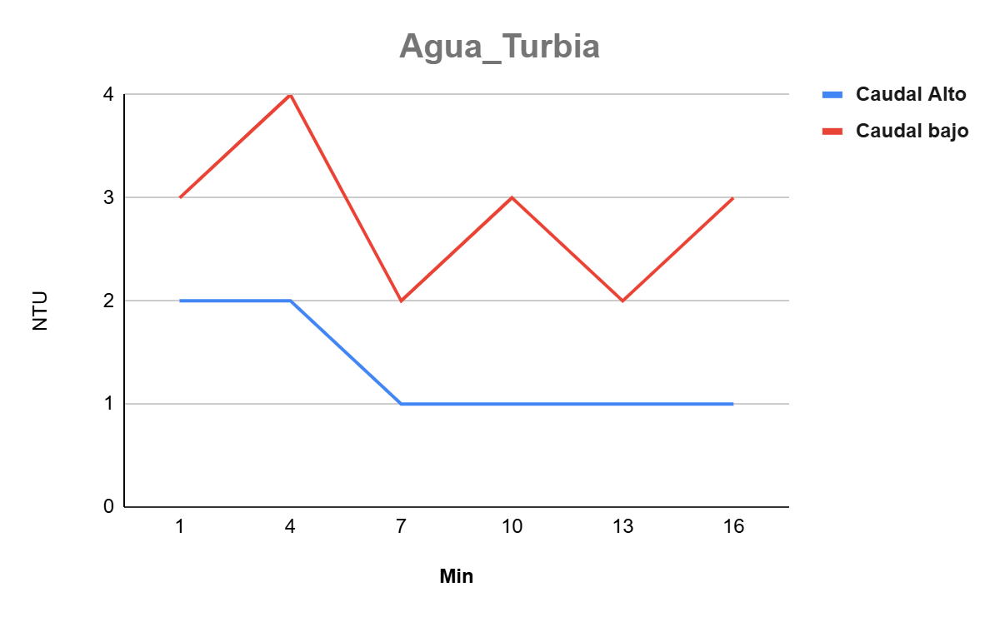 Agua_Turbia
Caudal Alto
Caudal bajo
4
3
2
1
0
NTU
1 4 7 10 13 16
Min